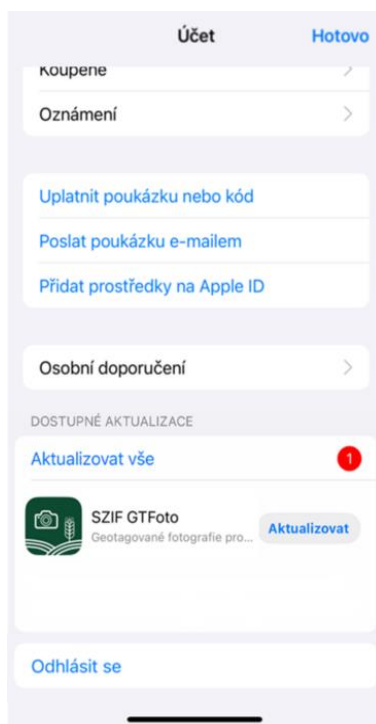 Účet
Hotovo
Koupené
Oznámení
Uplatnit poukázku nebo kód
Poslat poukázku e-mailem
Přidat prostředky na Apple ID
Osobní doporučení
DOSTUPNÉ AKTUALIZACE
Aktualizovat vše
1
SZIF GTFoto
Geotagované fotografie pro...
Aktualizovat
Odhlásit se